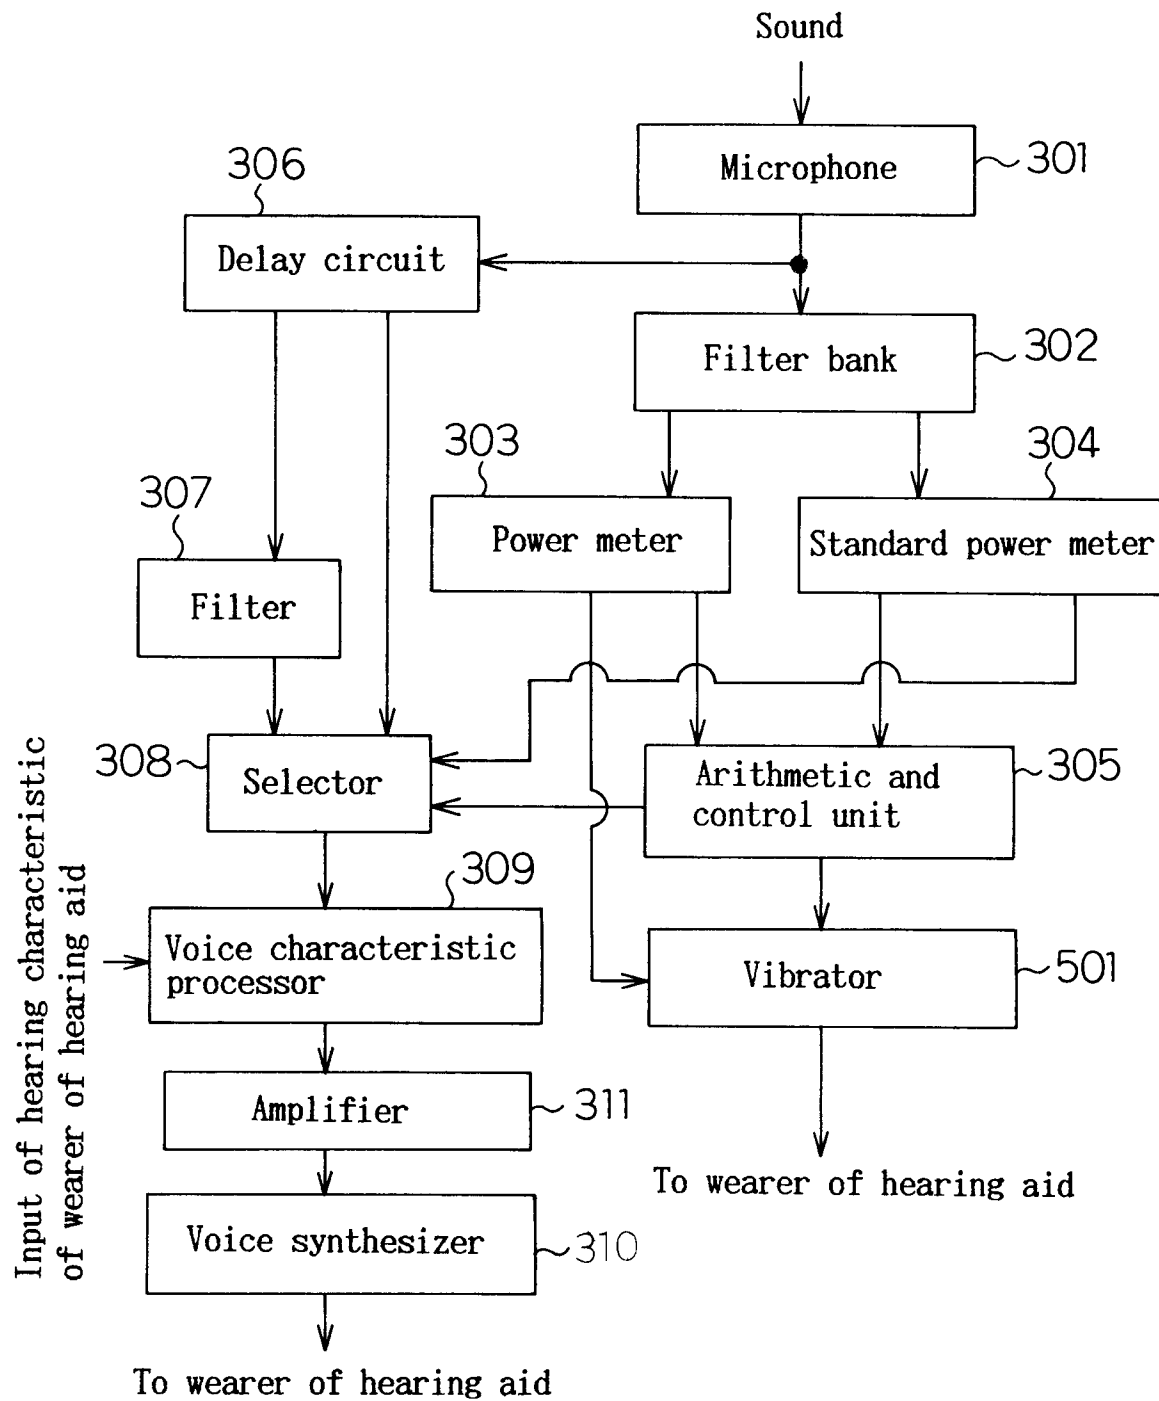 Sound
Microphone
301
306
Delay circuit
Filter bank
302
303
304
307
Power meter
Standard power meter
Filter
308
Selector
Arithmetic and
control unit
305
Input of hearing characteristic
of wearer of hearing aid
309
Voice characteristic
processor
Vibrator
501
Amplifier
311
To wearer of hearing aid
Voice synthesizer
310
To wearer of hearing aid